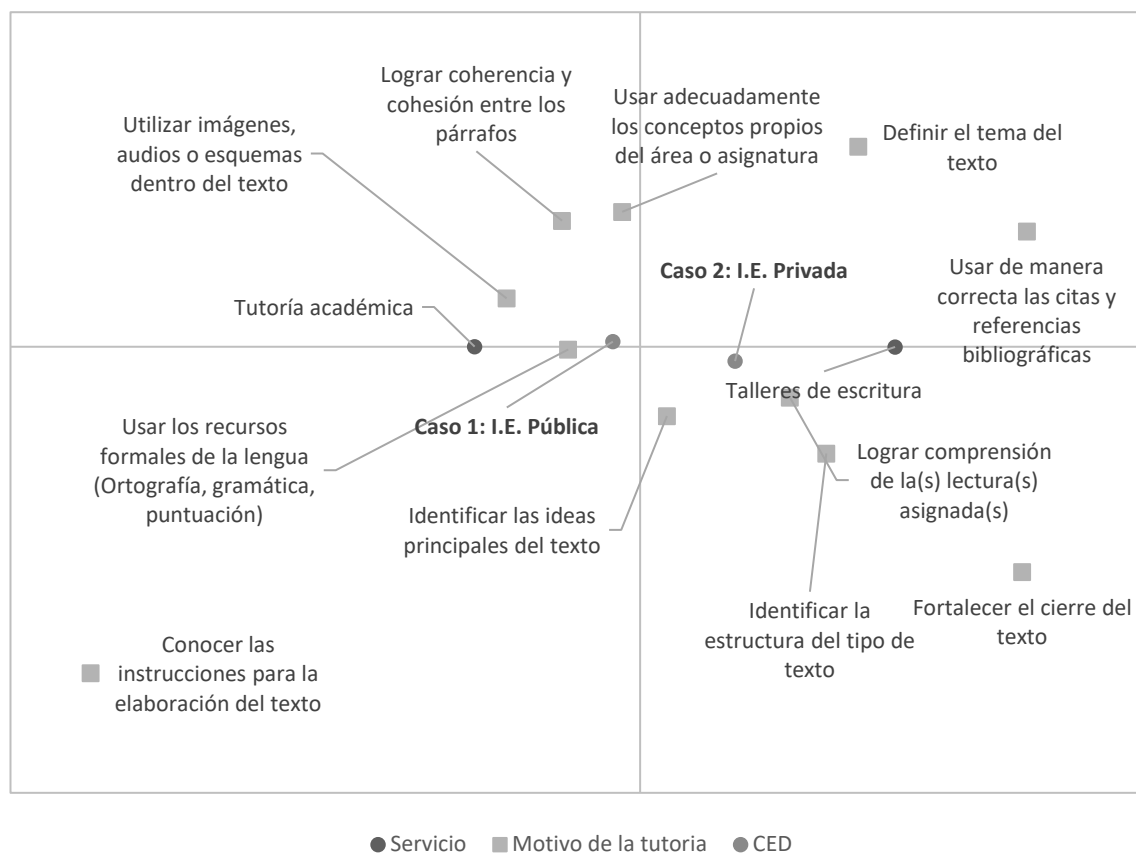 Lograr coherencia y
cohesión entre los
párrafos
Usar adecuadamente
los conceptos propios
del área o asignatura
Utilizar imágenes,
audios o esquemas
dentro del texto
Definir el tema del
texto
Caso 2: I.E. Privada
Usar de manera
correcta las citas y
referencias
bibliográficas
Tutoría académica
Talleres de escritura
Caso 1: I.E. Pública
Usar los recursos
formales de la lengua
(Ortografía, gramática,
puntuación)
Lograr comprensión
de la(s) lectura(s)
asignada(s)
Identificar las ideas
principales del texto
Identificar la
estructura del tipo de
texto
Fortalecer el cierre del
texto
Conocer las
instrucciones para la
elaboración del texto
Servicio Motivo de la tutoria CED